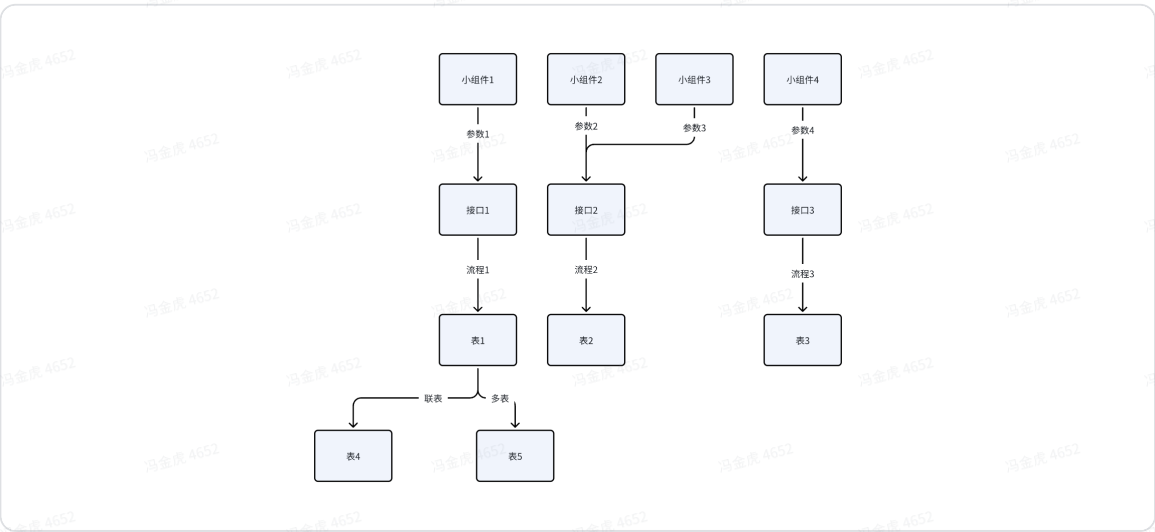 小组件1
小组件2
小组件3
小组件4
参数1
参数2
参数3
参数4
接口1
接口2
接口3
流程1
流程2
流程3
表1
表2
表3
联表
多表
表4
表5
冯金虎 4652